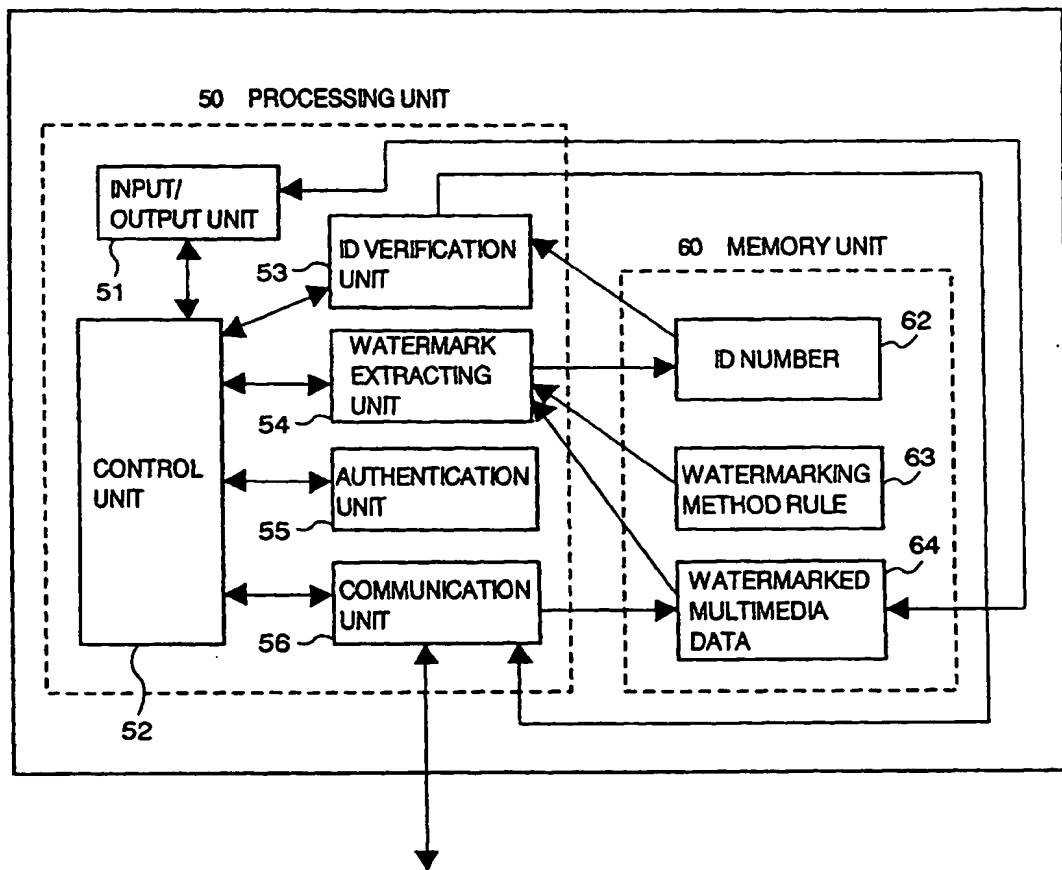 50 PROCESSING UNIT
INPUT/
OUTPUT UNIT
51
53
ID VERIFICATION
UNIT
60 MEMORY UNIT
62
ID NUMBER
WATERMARK
EXTRACTING
UNIT
54
CONTROL
UNIT
63
WATERMARKING
METHOD RULE
AUTHENTICATION
UNIT
55
64
COMMUNICATION
UNIT
56
WATERMARKED
MULTIMEDIA
DATA
52